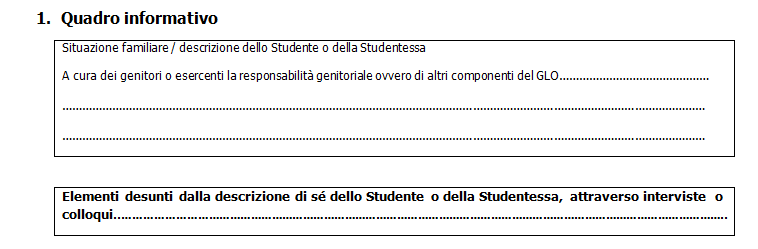 1. Quadro informativo
Situazione familiare / descrizione dello Studente o della Studentessa
A cura dei genitori o esercenti la responsabilità genitoriale ovvero di altri componenti del GLO.............................................
.................................................................................................................................................................................................
.................................................................................................................................................................................................
Elementi desunti dalla descrizione di sé dello Studente o della Studentessa, attraverso interviste o
colloqui.........................................................................................................................................................